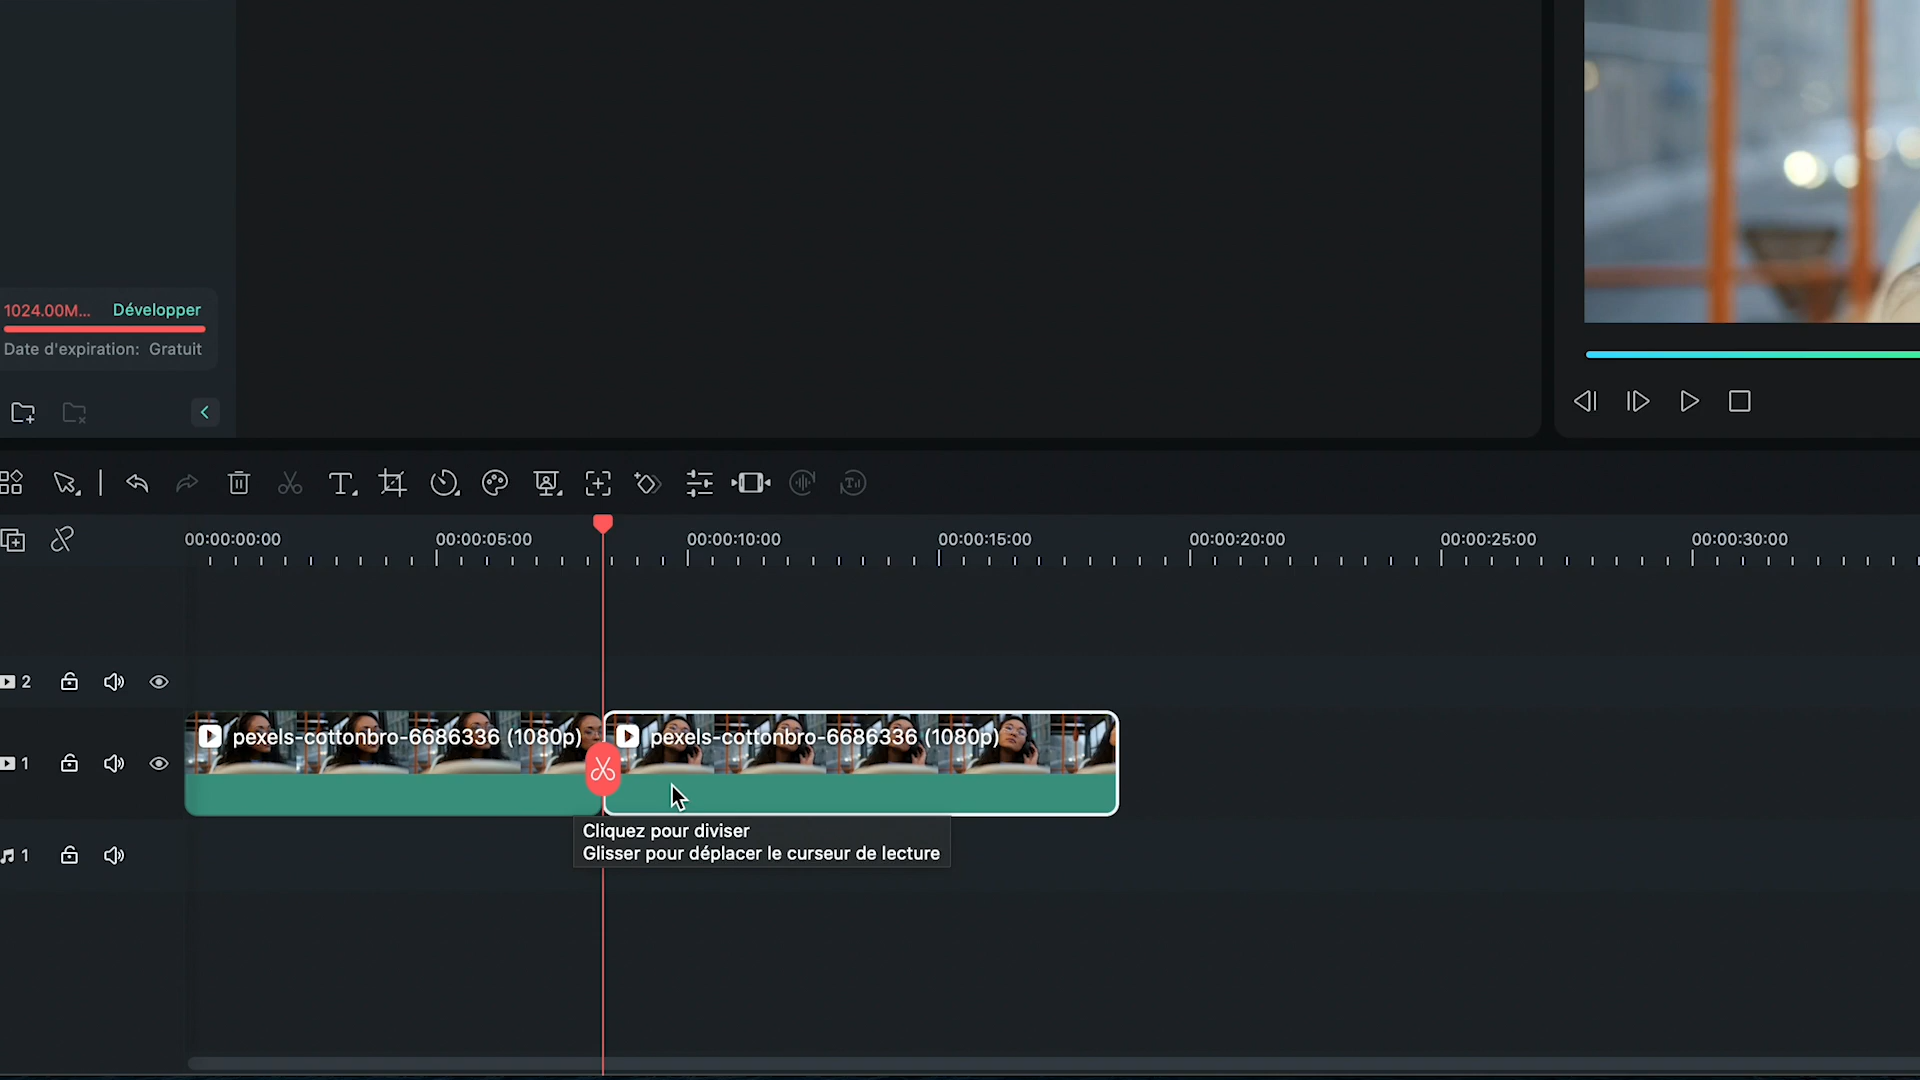 1024.00M... Développer
Date d'expiration: Gratuit
00:00:00:00 00:00:05:00 00:00:10:00 00:00:15:00 00:00:20:00 00:00:25:00 00:00:30:00
2
pexels-cottonbro-6686336 (1080p) pexels-cottonbro-6686336 (1080p)
1
Cliquez pour diviser
Glisser pour déplacer le curseur de lecture
1